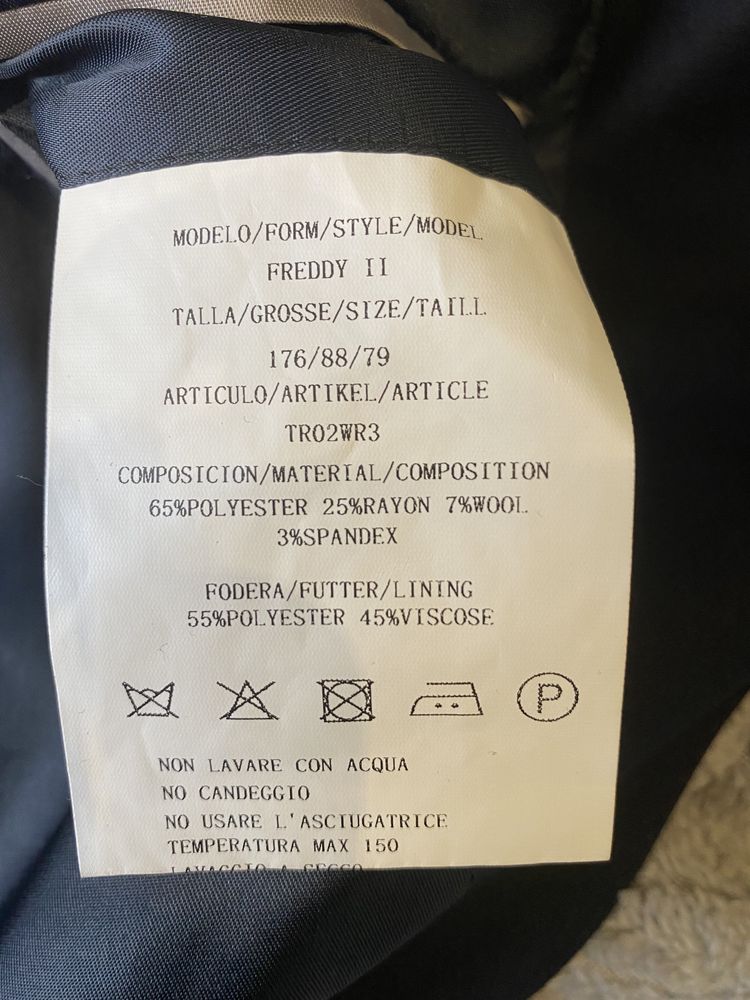 MODELO/FORM/STYLE/MODEL
FREDDY II
TALLA/GROSSE/SIZE/TAILL
176/88/79
ARTICULO/ARTIKEL/ARTICLE
TR02WR3
COMPOSICION/MATERIAL/COMPOSITION
65%POLYESTER 25%RAYON 7%WOOL
3%SPANDEX
FODERA/FUTTER/LINING
55%POLYESTER 45%VISCOSE
P
NON LAVARE CON ACQUA
NO CANDEGGIO
NO USARE L'ASCIUGATRICE
TEMPERATURA MAX 150
LAVAGGIO A SECCO